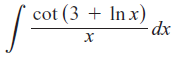 ∫ cot (3 + ln x) / x dx